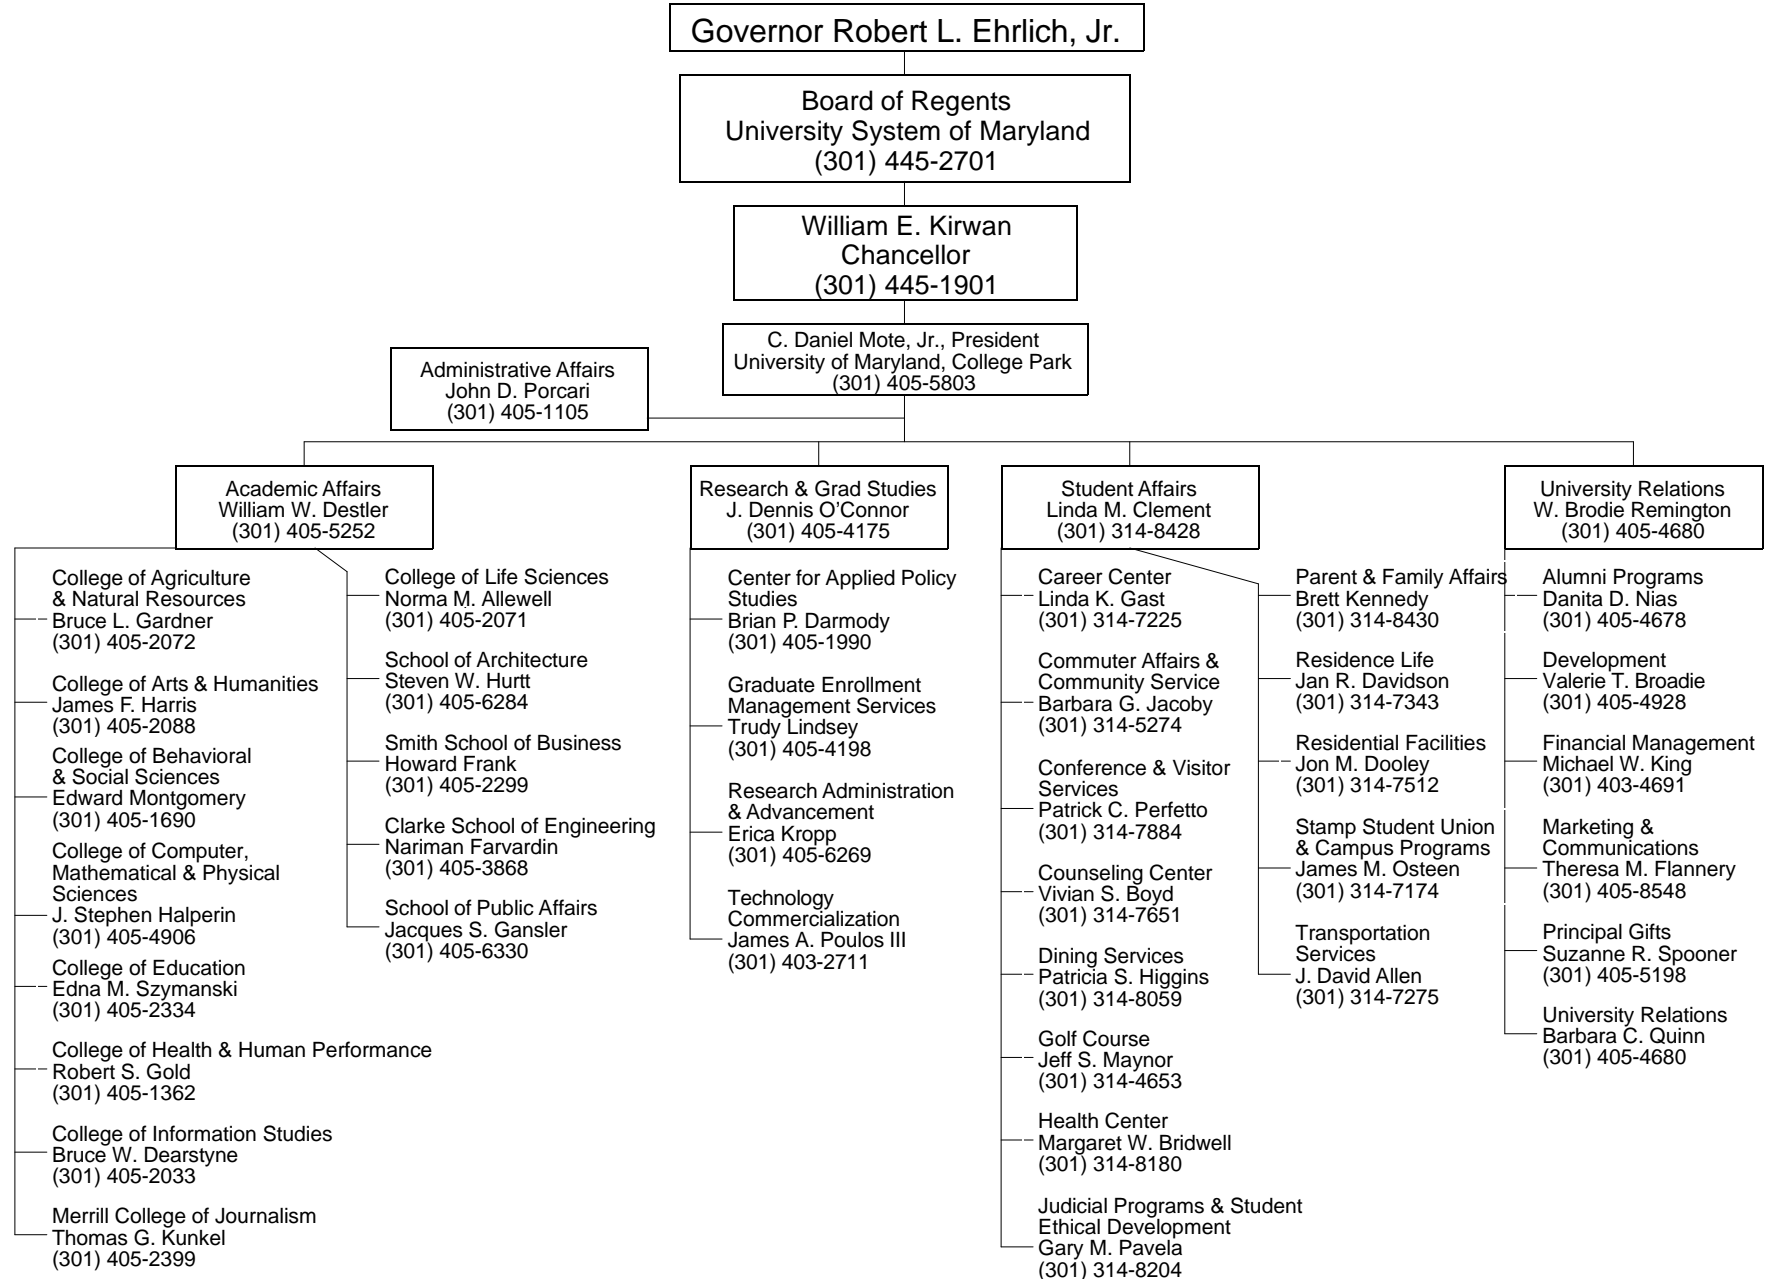 Governor Robert L. Ehrlich, Jr.
Board of Regents
University System of Maryland
(301) 445-2701
William E. Kirwan
Chancellor
(301) 445-1901
C. Daniel Mote, Jr., President
University of Maryland, College Park
(301) 405-5803
Administrative Affairs
John D. Porcari
(301) 405-1105
Academic Affairs
William W. Destler
(301) 405-5252
College of Agriculture
& Natural Resources
Bruce L. Gardner
(301) 405-2072
College of Arts & Humanities
James F. Harris
(301) 405-2088
College of Behavioral
& Social Sciences
Edward Montgomery
(301) 405-1690
College of Computer,
Mathematical & Physical
Sciences
J. Stephen Halperin
(301) 405-4906
College of Education
Edna M. Szymanski
(301) 405-2334
College of Health & Human Performance
Robert S. Gold
(301) 405-1362
College of Information Studies
Bruce W. Dearstyne
(301) 405-2033
Merrill College of Journalism
Thomas G. Kunkel
(301) 405-2399
College of Life Sciences
Norma M. Allewell
(301) 405-2071
School of Architecture
Steven W. Hurtt
(301) 405-6284
Smith School of Business
Howard Frank
(301) 405-2299
Clarke School of Engineering
Nariman Farvardin
(301) 405-3868
School of Public Affairs
Jacques S. Gansler
(301) 405-6330
Research & Grad Studies
J. Dennis O’Connor
(301) 405-4175
Center for Applied Policy
Studies
Brian P. Darmody
(301) 405-1990
Graduate Enrollment
Management Services
Trudy Lindsey
(301) 405-4198
Research Administration
& Advancement
Erica Kropp
(301) 405-6269
Technology
Commercialization
James A. Poulos III
(301) 403-2711
Student Affairs
Linda M. Clement
(301) 314-8428
Career Center
Linda K. Gast
(301) 314-7225
Commuter Affairs &
Community Service
Barbara G. Jacoby
(301) 314-5274
Conference & Visitor
Services
Patrick C. Perfetto
(301) 314-7884
Counseling Center
Vivian S. Boyd
(301) 314-7651
Dining Services
Patricia S. Higgins
(301) 314-8059
Golf Course
Jeff S. Maynor
(301) 314-4653
Health Center
Margaret W. Bridwell
(301) 314-8180
Judicial Programs & Student
Ethical Development
Gary M. Pavela
(301) 314-8204
Parent & Family Affairs
Brett Kennedy
(301) 314-8430
Residence Life
Jan R. Davidson
(301) 314-7343
Residential Facilities
Jon M. Dooley
(301) 314-7512
Stamp Student Union
& Campus Programs
James M. Osteen
(301) 314-7174
Transportation
Services
J. David Allen
(301) 314-7275
University Relations
W. Brodie Remington
(301) 405-4680
Alumni Programs
Danita D. Nias
(301) 405-4678
Development
Valerie T. Broadie
(301) 405-4928
Financial Management
Michael W. King
(301) 403-4691
Marketing &
Communications
Theresa M. Flannery
(301) 405-8548
Principal Gifts
Suzanne R. Spooner
(301) 405-5198
University Relations
Barbara C. Quinn
(301) 405-4680